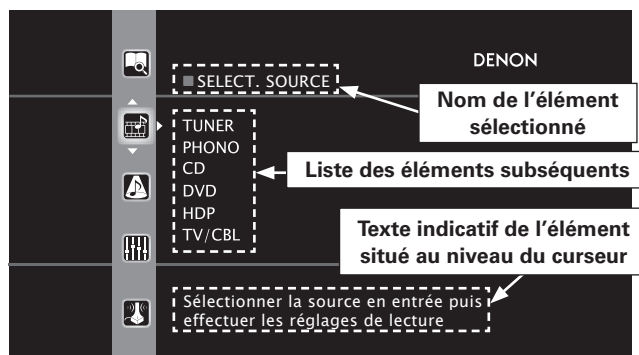 DENON
SELECT. SOURCE
Nom de l'élément
sélectionné
TUNER
PHONO
CD
DVD
HDP
TV/CBL
Liste des éléments subséquents
Texte indicatif de l'élément
situé au niveau du curseur
Sélectionner la source en entrée puis
effectuer les réglages de lecture